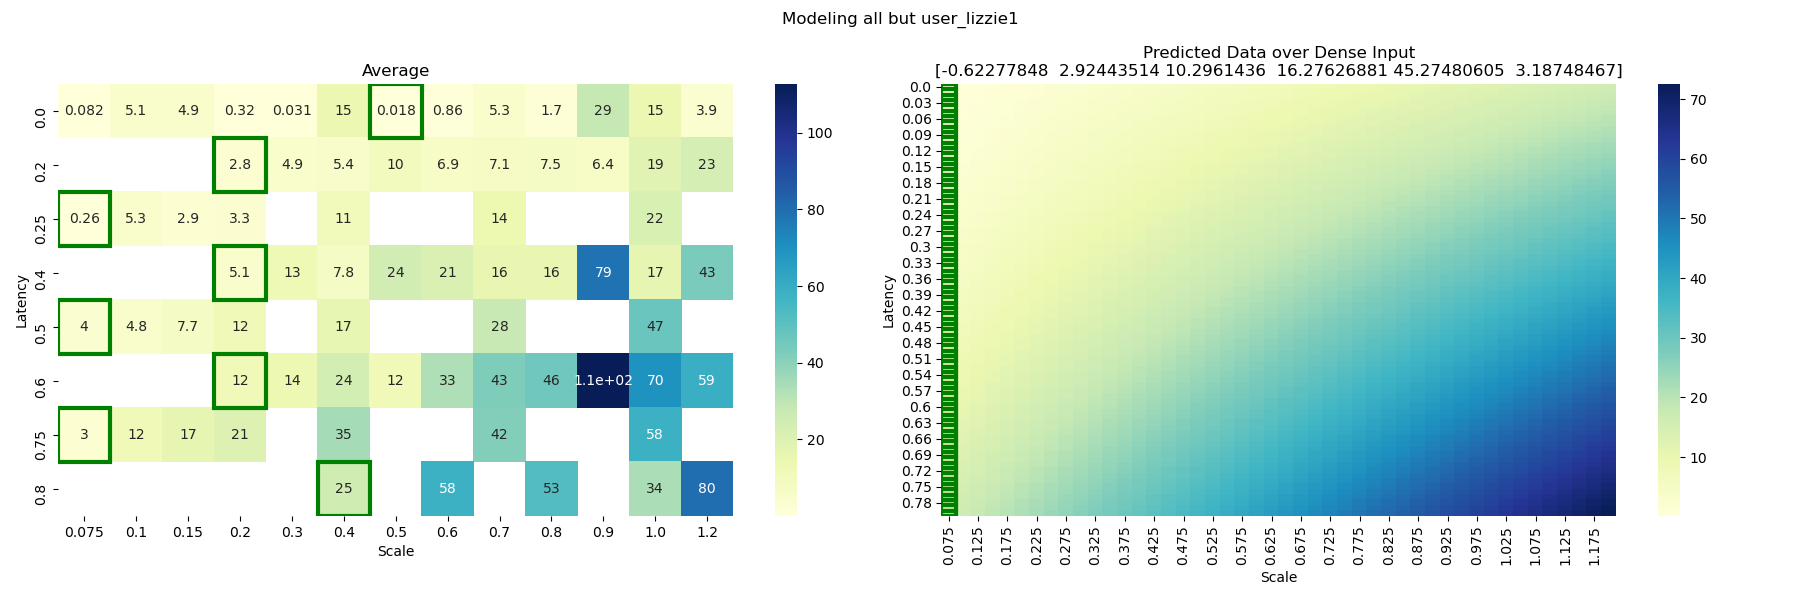 Modeling all but user_lizzie1
Average
0.0 0.082 5.1 4.9 0.32 0.031 15 0.018 0.86 5.3 1.7 29 15 3.9
0.2 2.8 4.9 5.4 10 6.9 7.1 7.5 6.4 19 23
0.25 0.26 5.3 2.9 3.3 11 14 22
0.4 5.1 13 7.8 24 21 16 16 79 17 43
0.5 4 4.8 7.7 12 17 28 47
0.6 12 14 24 12 33 43 46 1.1e+02 70 59
0.75 3 12 17 21 35 42 58
0.8 25 58 53 34 80
0.075 0.1 0.15 0.2 0.3 0.4 0.5 0.6 0.7 0.8 0.9 1.0 1.2
Scale
Latency
100
80
60
40
20
Predicted Data over Dense Input
[-0.62277848 2.92443514 10.2961436 16.27626881 45.27480605 3.18748467]
0.0
0.03
0.06
0.09
0.12
0.15
0.18
0.21
0.24
0.27
0.3
0.33
0.36
0.39
0.42
0.45
0.48
0.51
0.54
0.57
0.6
0.63
0.66
0.69
0.72
0.75
0.78
Latency
0.075 0.125 0.175 0.225 0.275 0.325 0.375 0.425 0.475 0.525 0.575 0.625 0.675 0.725 0.775 0.825 0.875 0.925 0.975 1.025 1.075 1.125 1.175
Scale
70
60
50
40
30
20
10